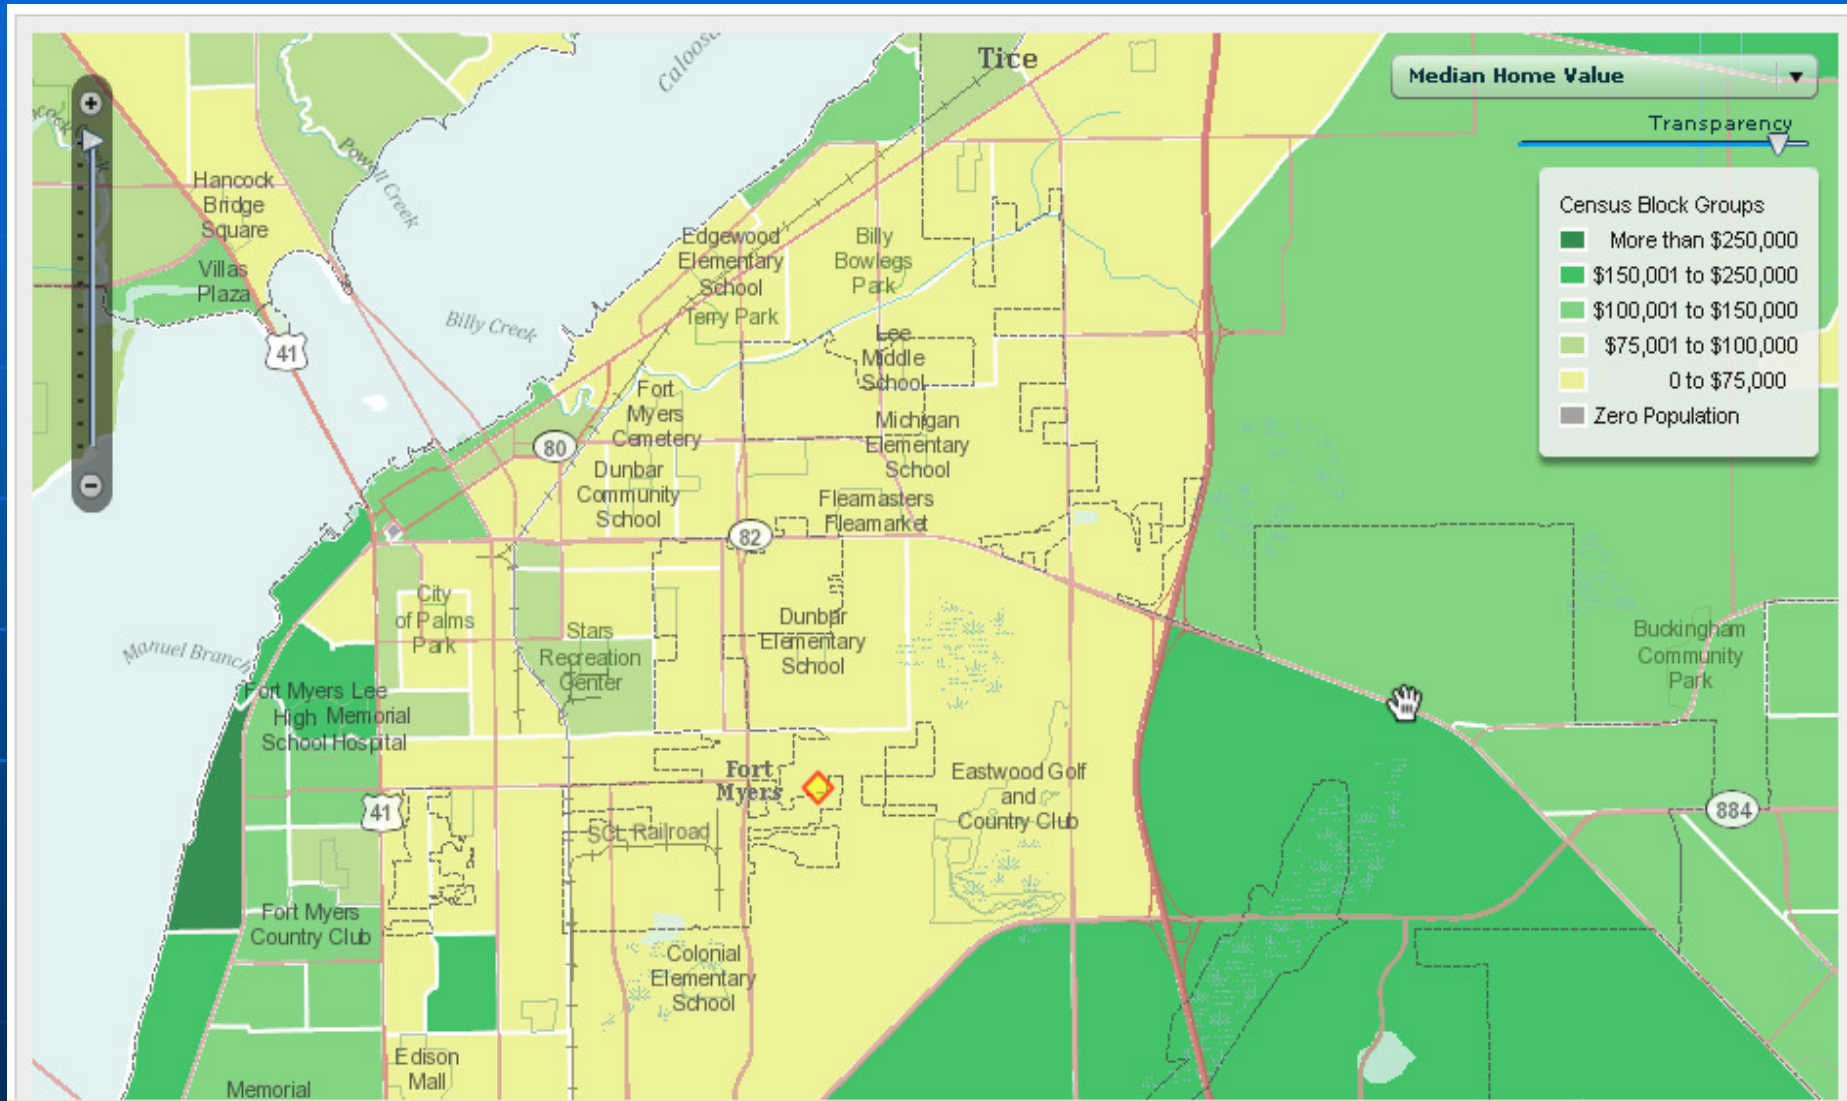 Caloosa
Tice
Median Home Value
Transparency
Census Block Groups
More than $250,000
$150,001 to $250,000
$100,001 to $150,000
$75,001 to $100,000
0 to $75,000
Zero Population
Powell Creek
Hancock
Bridge
Square
Villas
Plaza
Edgewood
Elementary
School
Billy
Bowlegs
Park
Terry Park
Billy Creek
41
Lee
Middle
School
Fort
Myers
Cemetery
Michigan
Elementary
School
80
Dunbar
Community
School
Fleamasters
Fleamarket
82
City
of Palms
Park
Dunbar
Elementary
School
Stars
Recreation
Center
Buckingham
Community
Park
Manuel Branch
Fort Myers Lee
High Memorial
School Hospital
Fort
Myers
Eastwood Golf
and
Country Club
41
SCL Railroad
884
Fort Myers
Country Club
Colonial
Elementary
School
Edison
Mall
Memorial